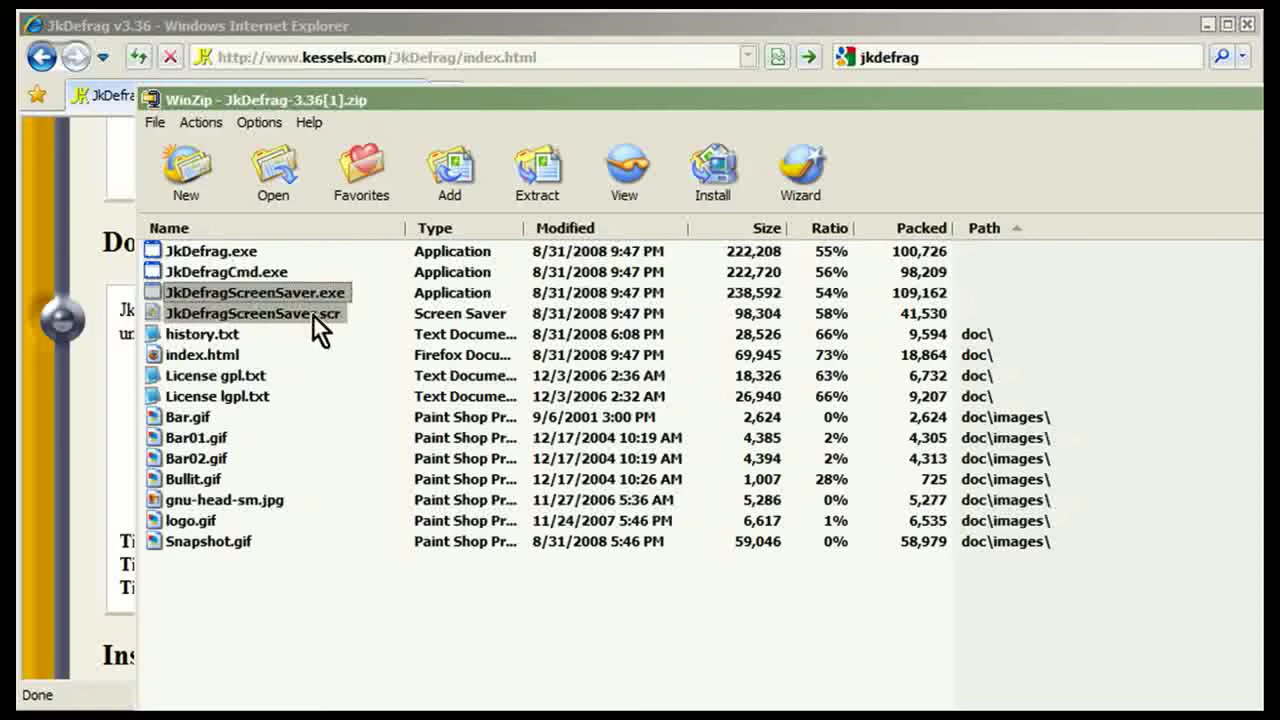 JkDefrag v3.36 - Windows Internet Explorer
http://www.kessels.com/JkDefrag/index.html
jkdefrag
JkDefra
WinZip - JkDefrag-3.36[1].zip
File Actions Options Help
New Open Favorites Add Extract View Install Wizard
Name Type Modified Size Ratio Packed Path
JkDefrag.exe Application 8/31/2008 9:47 PM 222,208 55% 100,726
JkDefragCmd.exe Application 8/31/2008 9:47 PM 222,720 56% 98,209
JkDefragScreenSaver.exe Application 8/31/2008 9:47 PM 238,592 54% 109,162
JkDefragScreenSaver.scr Screen Saver 8/31/2008 9:47 PM 98,304 58% 41,530
history.txt Text Docume... 8/31/2008 6:08 PM 28,526 66% 9,594 doc\
index.html Firefox Docu... 8/31/2008 9:47 PM 69,945 73% 18,864 doc\
License gpl.txt Text Docume... 12/3/2006 2:36 AM 18,326 63% 6,732 doc\
License lgpl.txt Text Docume... 12/3/2006 2:32 AM 26,940 66% 9,207 doc\
Bar.gif Paint Shop Pr... 9/6/2001 3:00 PM 2,624 0% 2,624 doc\images\
Bar01.gif Paint Shop Pr... 12/17/2004 10:19 AM 4,385 2% 4,305 doc\images\
Bar02.gif Paint Shop Pr... 12/17/2004 10:19 AM 4,394 2% 4,313 doc\images\
Bullit.gif Paint Shop Pr... 12/17/2004 10:26 AM 1,007 28% 725 doc\images\
gnu-head-sm.jpg Paint Shop Pr... 11/27/2006 5:36 AM 5,286 0% 5,277 doc\images\
logo.gif Paint Shop Pr... 11/24/2007 5:46 PM 6,617 1% 6,535 doc\images\
Snapshot.gif Paint Shop Pr... 8/31/2008 5:46 PM 59,046 0% 58,979 doc\images\
Do
Jk
un
Ti
Ti
Ti
Ins
Done